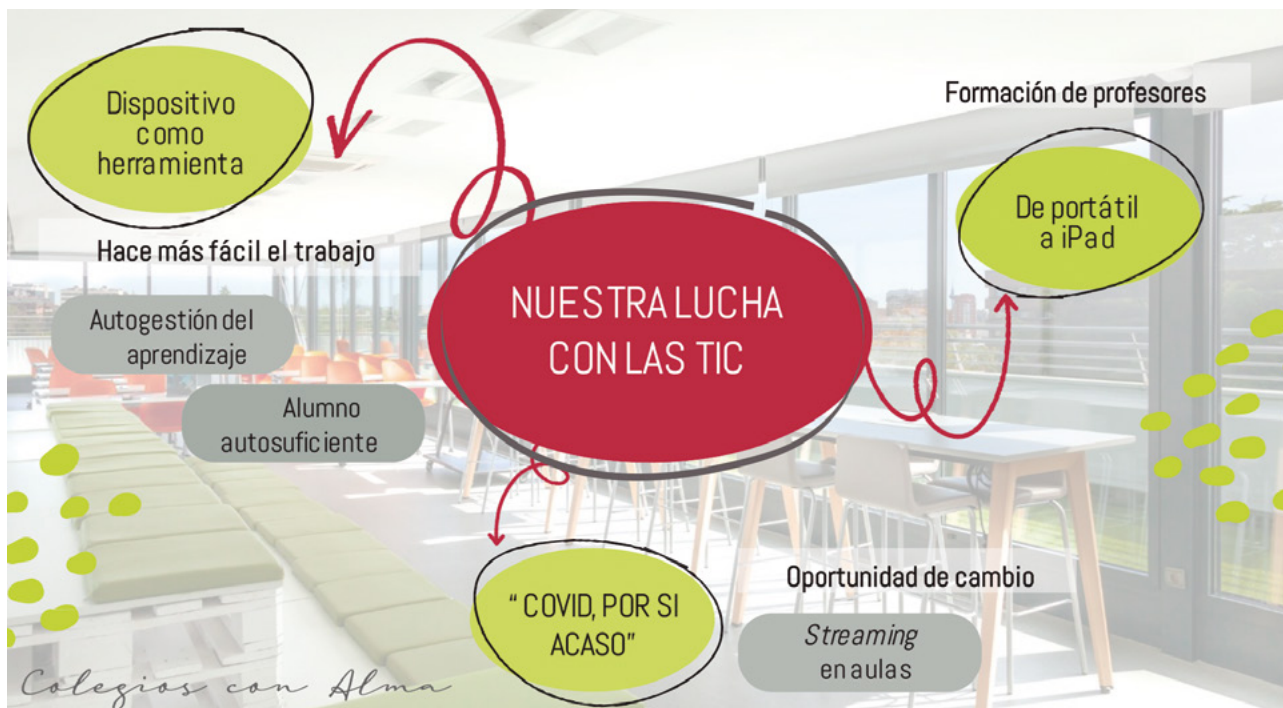 Dispositivo
como
herramienta
Hace más fácil el trabajo
Autogestión del
aprendizaje
Alumno
autosuficiente
NUESTRA LUCHA
CON LAS TIC
Formación de profesores
De portátil
a iPad
“ COVID, POR SI
ACASO”
Oportunidad de cambio
Streaming
en aulas
Colegios con Alma